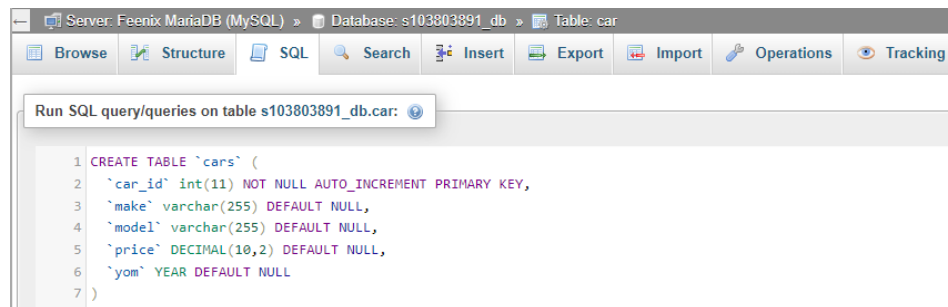 Server: Feenix MariaDB (MySQL) » Database: s103803891_db » Table: car
Browse Structure SQL Search Insert Export Import Operations Tracking
Run SQL query/queries on table s103803891_db.car:
1 CREATE TABLE `cars` (
2 `car_id` int(11) NOT NULL AUTO_INCREMENT PRIMARY KEY,
3 `make` varchar(255) DEFAULT NULL,
4 `model` varchar(255) DEFAULT NULL,
5 `price` DECIMAL(10,2) DEFAULT NULL,
6 `yom` YEAR DEFAULT NULL
7 )